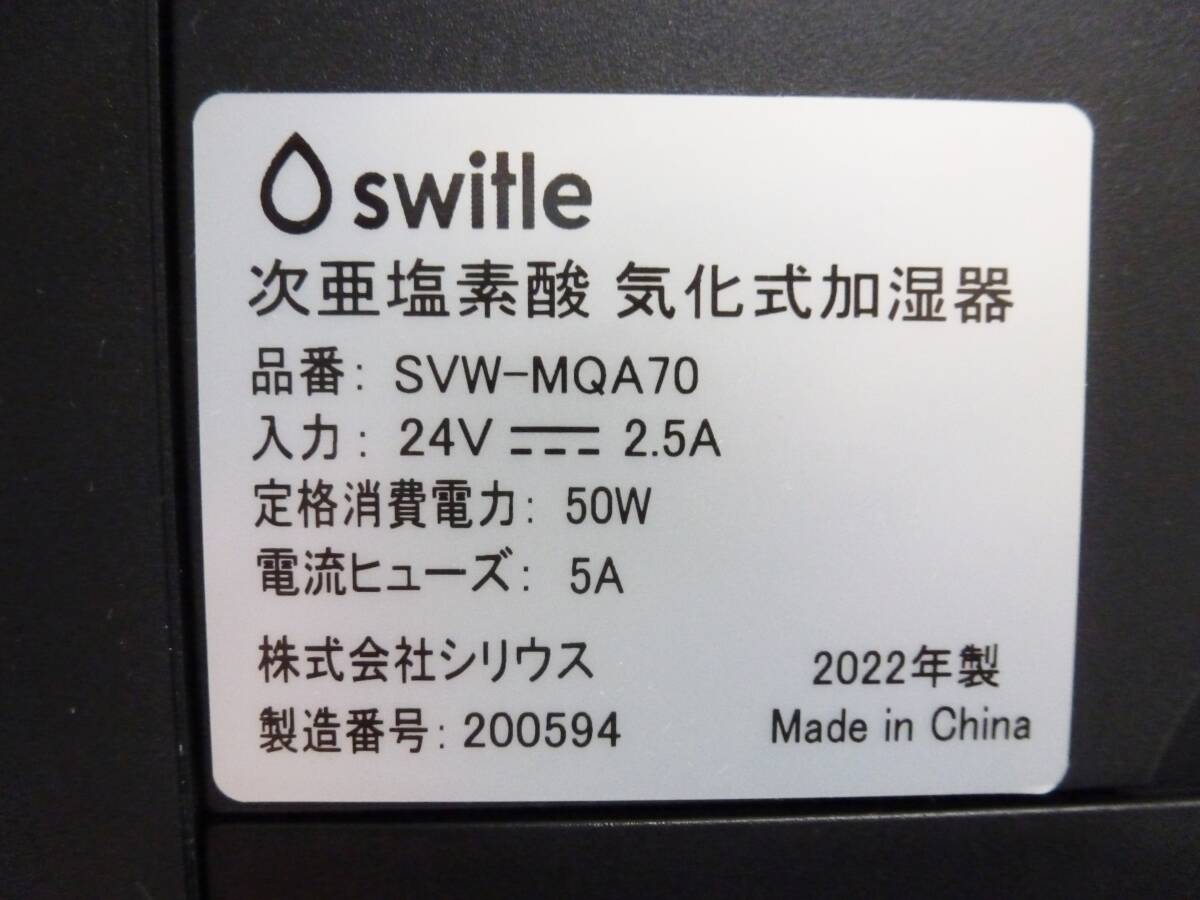 switle
次亜塩素酸 気化式加湿器
品番: SVW-MQA70
入力: 24V ⎓ 2.5A
定格消費電力: 50W
電流ヒューズ: 5A
株式会社シリウス
2022年製
製造番号: 200594
Made in China